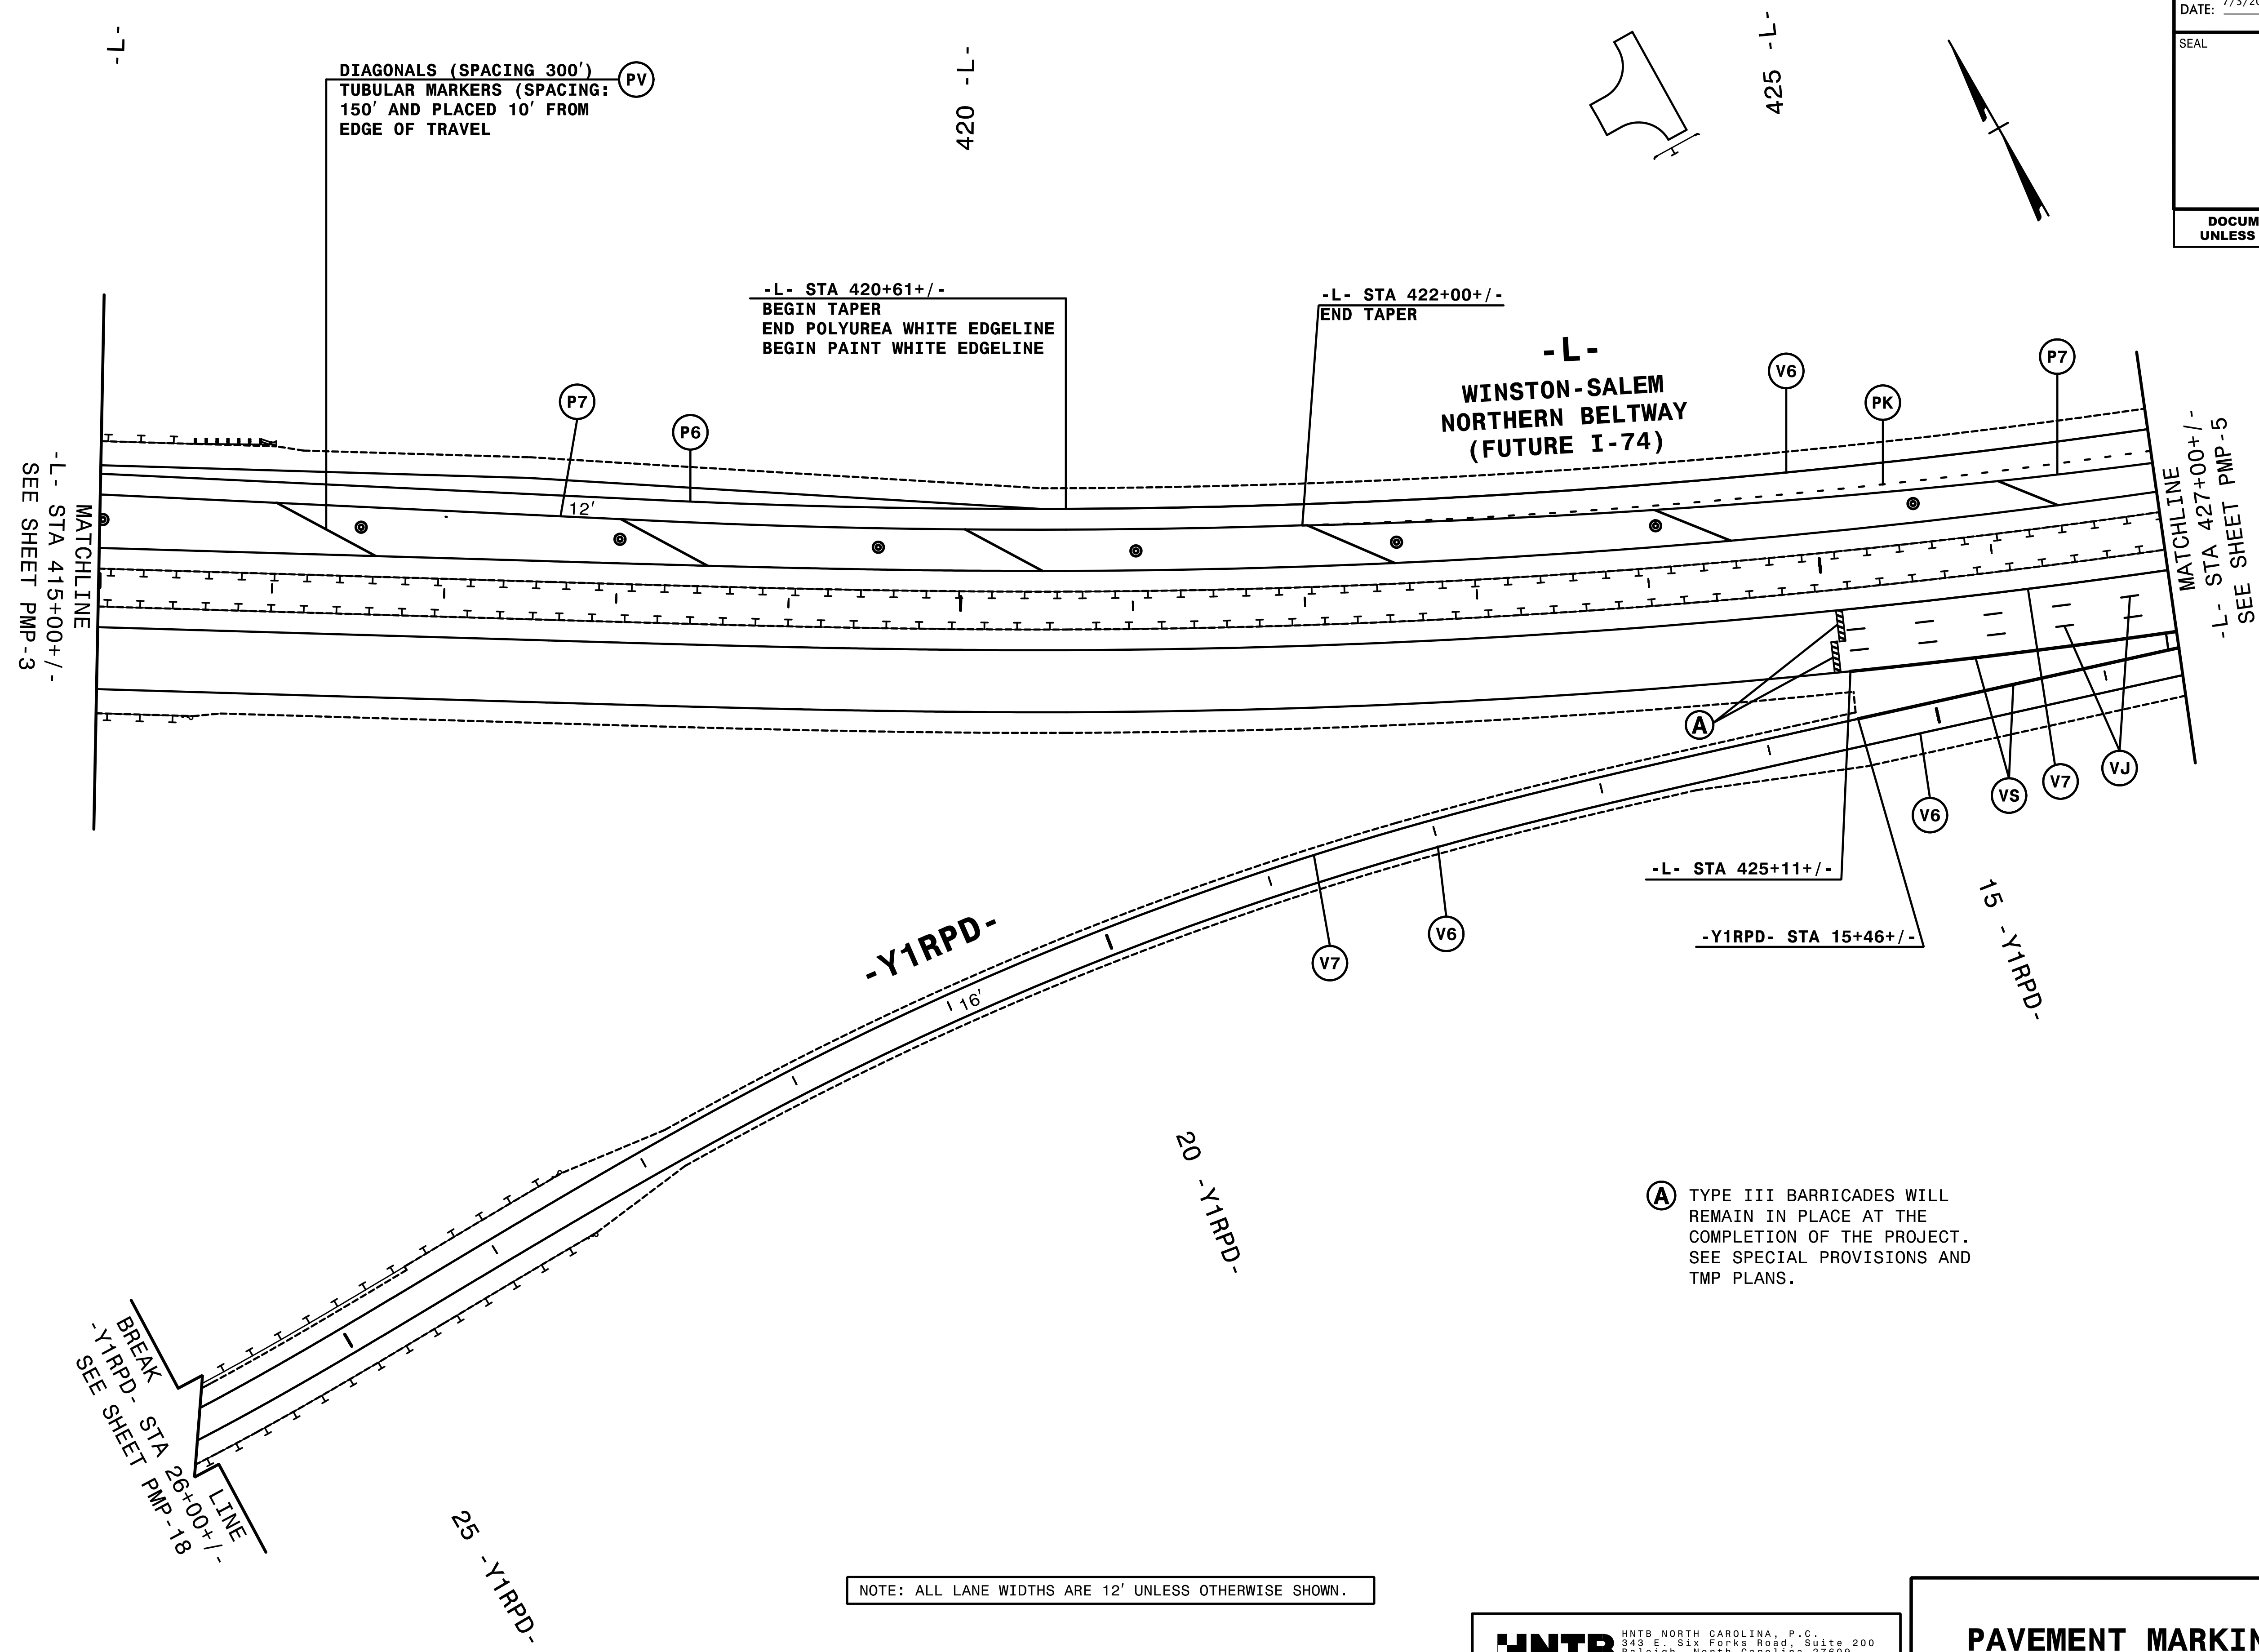 -L-
DIAGONALS (SPACING 300')
TUBULAR MARKERS (SPACING:
150' AND PLACED 10' FROM
EDGE OF TRAVEL
PV
420 -L-
425 -L-
DATE:
SEAL
DOCUM
UNLESS
-L- STA 420+61+/-
BEGIN TAPER
END POLYUREA WHITE EDGELINE
BEGIN PAINT WHITE EDGELINE
-L- STA 422+00+/-
END TAPER
-L-
WINSTON-SALEM
NORTHERN BELTWAY
(FUTURE I-74)
V6
PK
P7
P7
P6
12'
MATCHLINE
-L- STA 415+00+/-
SEE SHEET PMP-3
MATCHLINE
-L- STA 427+00+/-
SEE SHEET PMP-5
A
V6
VS
V7
VJ
-L- STA 425+11+/-
-Y1RPD- STA 15+46+/-
15 -Y1RPD-
-Y1RPD-
V7
V6
16'
20 -Y1RPD-
A
TYPE III BARRICADES WILL
REMAIN IN PLACE AT THE
COMPLETION OF THE PROJECT.
SEE SPECIAL PROVISIONS AND
TMP PLANS.
BREAK LINE
-Y1RPD- STA 26+00+/-
SEE SHEET PMP-18
25 -Y1RPD-
NOTE: ALL LANE WIDTHS ARE 12' UNLESS OTHERWISE SHOWN.
HNTB
HNTB NORTH CAROLINA, P.C.
343 E. Six Forks Road, Suite 200
Raleigh, North Carolina 27609
PAVEMENT MARKIN